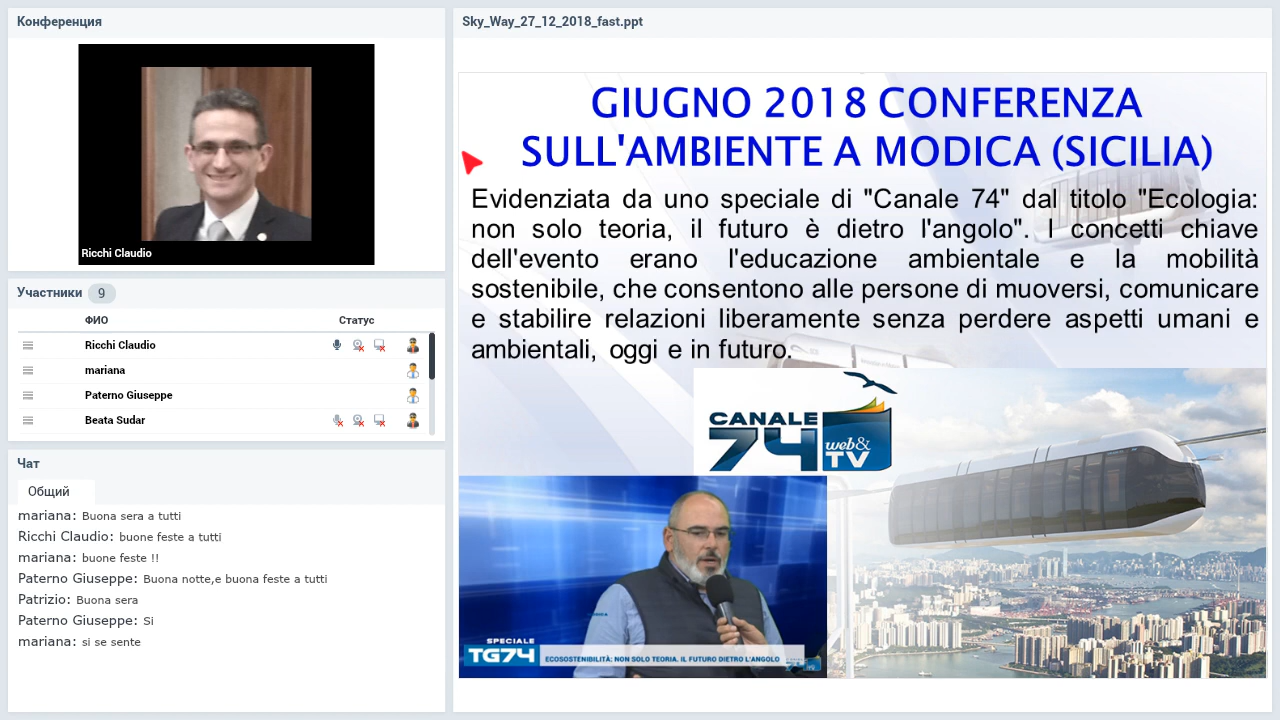 Конференция
Ricchi Claudio
Участники 9
ФИО Статус
Ricchi Claudio
mariana
Paterno Giuseppe
Beata Sudar
Чат
Общий
mariana: Buona sera a tutti
Ricchi Claudio: buone feste a tutti
mariana: buone feste !!
Paterno Giuseppe: Buona notte,e buona feste a tutti
Patrizio: Buona sera
Paterno Giuseppe: Si
mariana: si se sente
Sky_Way_27_12_2018_fast.ppt
GIUGNO 2018 CONFERENZA
SULL'AMBIENTE A MODICA (SICILIA)
Evidenziata da uno speciale di "Canale 74" dal titolo "Ecologia:
non solo teoria, il futuro è dietro l'angolo". I concetti chiave
dell'evento erano l'educazione ambientale e la mobilità
sostenibile, che consentono alle persone di muoversi, comunicare
e stabilire relazioni liberamente senza perdere aspetti umani e
ambientali, oggi e in futuro.
CANALE
74 web&
TV
SPECIALE
TG74 ECOSOSTENIBILITÀ: NON SOLO TEORIA. IL FUTURO DIETRO L'ANGOLO